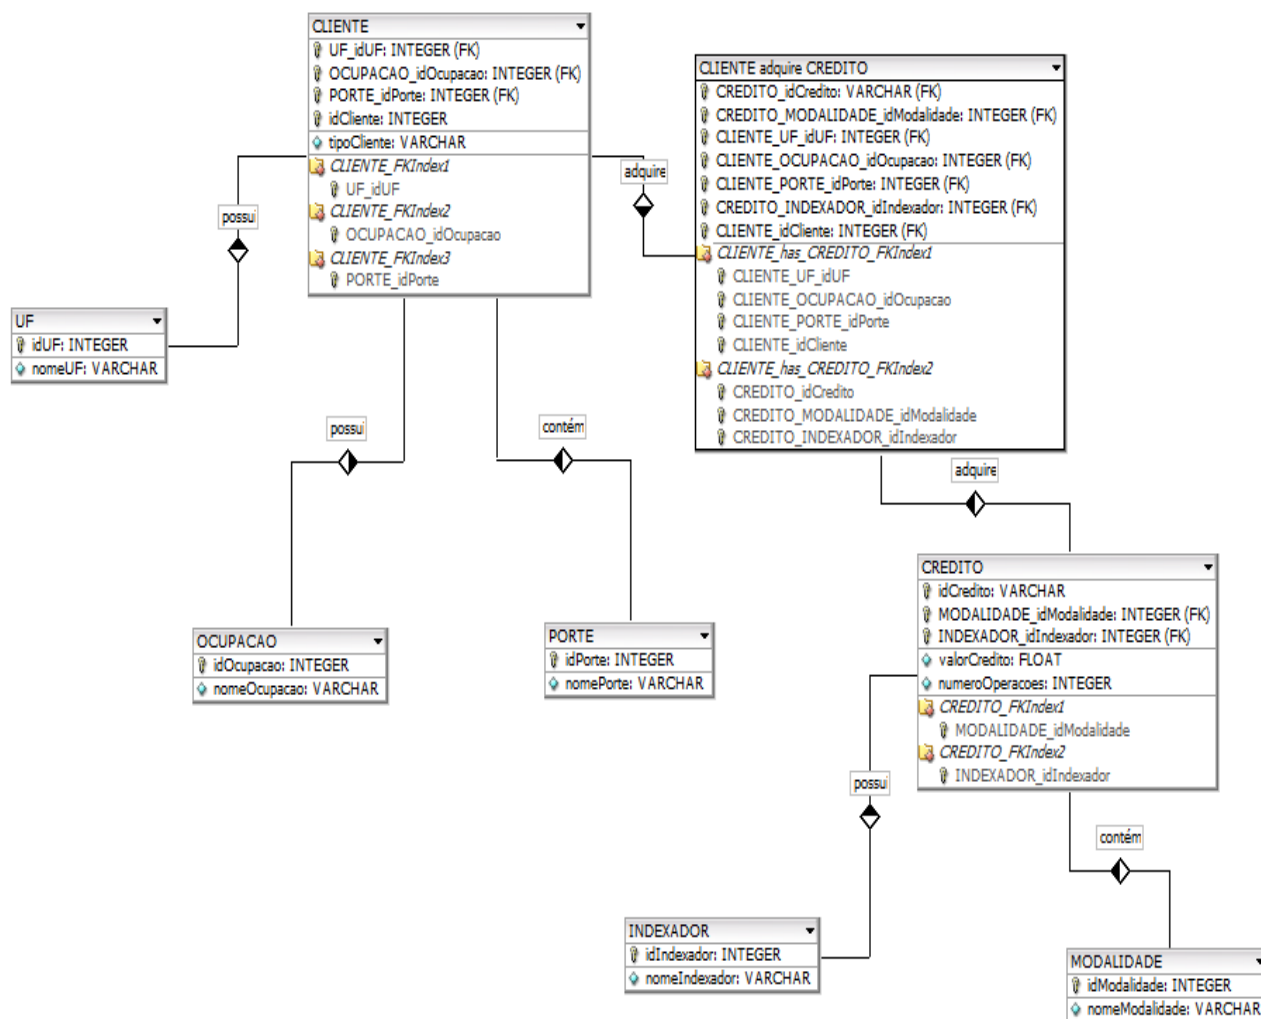 CLIENTE
UF_idUF: INTEGER (FK)
OCUPACAO_idOcupacao: INTEGER (FK)
PORTE_idPorte: INTEGER (FK)
idCliente: INTEGER
tipoCliente: VARCHAR
CLIENTE_FKIndex1
UF_idUF
CLIENTE_FKIndex2
OCUPACAO_idOcupacao
CLIENTE_FKIndex3
PORTE_idPorte
adquire
CLIENTE adquire CREDITO
CREDITO_idCredito: VARCHAR (FK)
CREDITO_MODALIDADE_idModalidade: INTEGER (FK)
CLIENTE_UF_idUF: INTEGER (FK)
CLIENTE_OCUPACAO_idOcupacao: INTEGER (FK)
CLIENTE_PORTE_idPorte: INTEGER (FK)
CREDITO_INDEXADOR_idIndexador: INTEGER (FK)
CLIENTE_idCliente: INTEGER (FK)
CLIENTE_has_CREDITO_FKIndex1
CLIENTE_UF_idUF
CLIENTE_OCUPACAO_idOcupacao
CLIENTE_PORTE_idPorte
CLIENTE_idCliente
CLIENTE_has_CREDITO_FKIndex2
CREDITO_idCredito
CREDITO_MODALIDADE_idModalidade
CREDITO_INDEXADOR_idIndexador
possui
UF
idUF: INTEGER
nomeUF: VARCHAR
possui
contém
adquire
OCUPACAO
idOcupacao: INTEGER
nomeOcupacao: VARCHAR
PORTE
idPorte: INTEGER
nomePorte: VARCHAR
CREDITO
idCredito: VARCHAR
MODALIDADE_idModalidade: INTEGER (FK)
INDEXADOR_idIndexador: INTEGER (FK)
valorCredito: FLOAT
numeroOperacoes: INTEGER
CREDITO_FKIndex1
MODALIDADE_idModalidade
CREDITO_FKIndex2
INDEXADOR_idIndexador
possui
contém
INDEXADOR
idIndexador: INTEGER
nomeIndexador: VARCHAR
MODALIDADE
idModalidade: INTEGER
nomeModalidade: VARCHAR